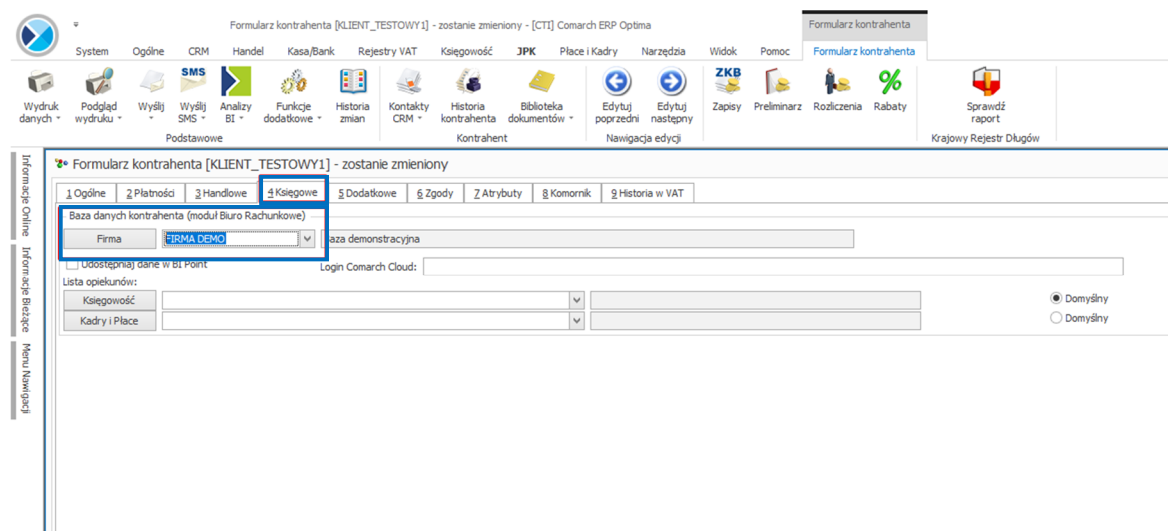 Formularz kontrahenta [KLIENT_TESTOWY1] - zostanie zmieniony - [CTI] Comarch ERP Optima
Formularz kontrahenta
System Ogólne CRM Handel Kasa/Bank Rejestry VAT Księgowość JPK Płace i Kadry Narzędzia Widok Pomoc Formularz kontrahenta
SMS ZKB
Wydruk danych
Podgląd wydruku
Wyślij
Wyślij SMS
Analizy BI
Funkcje dodatkowe
Historia zmian
Kontakty CRM
Historia kontrahenta
Biblioteka dokumentów
Edytuj poprzedni
Edytuj następny
Zapisy
Preliminarz
Rozliczenia
Rabaty
Sprawdź raport
Podstawowe
Kontrahent
Nawigacja edycji
Krajowy Rejestr Długów
Informacje Online
Informacje Bieżące
Menu Nawigacji
Formularz kontrahenta [KLIENT_TESTOWY1] - zostanie zmieniony
1 Ogólne 2 Płatności 3 Handlowe 4 Księgowe 5 Dodatkowe 6 Zgody 7 Atrybuty 8 Komornik 9 Historia w VAT
Baza danych kontrahenta (moduł Biuro Rachunkowe)
Firma FIRMA DEMO aza demonstracyjna
Udostępniaj dane w BI Point Login Comarch Cloud:
Lista opiekunów:
Księgowość Domyślny
Kadry i Płace Domyślny